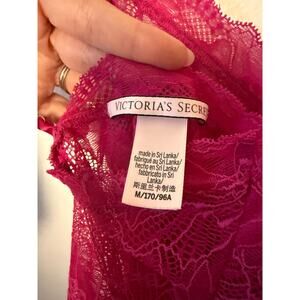 VICTORIA'S SECRE
made in Sri Lanka/
fabriqué au Sri Lanka/
hecho en Sri Lanka/
fabbricato in Sri
Lanka/
斯里兰卡制造
M/170/96A